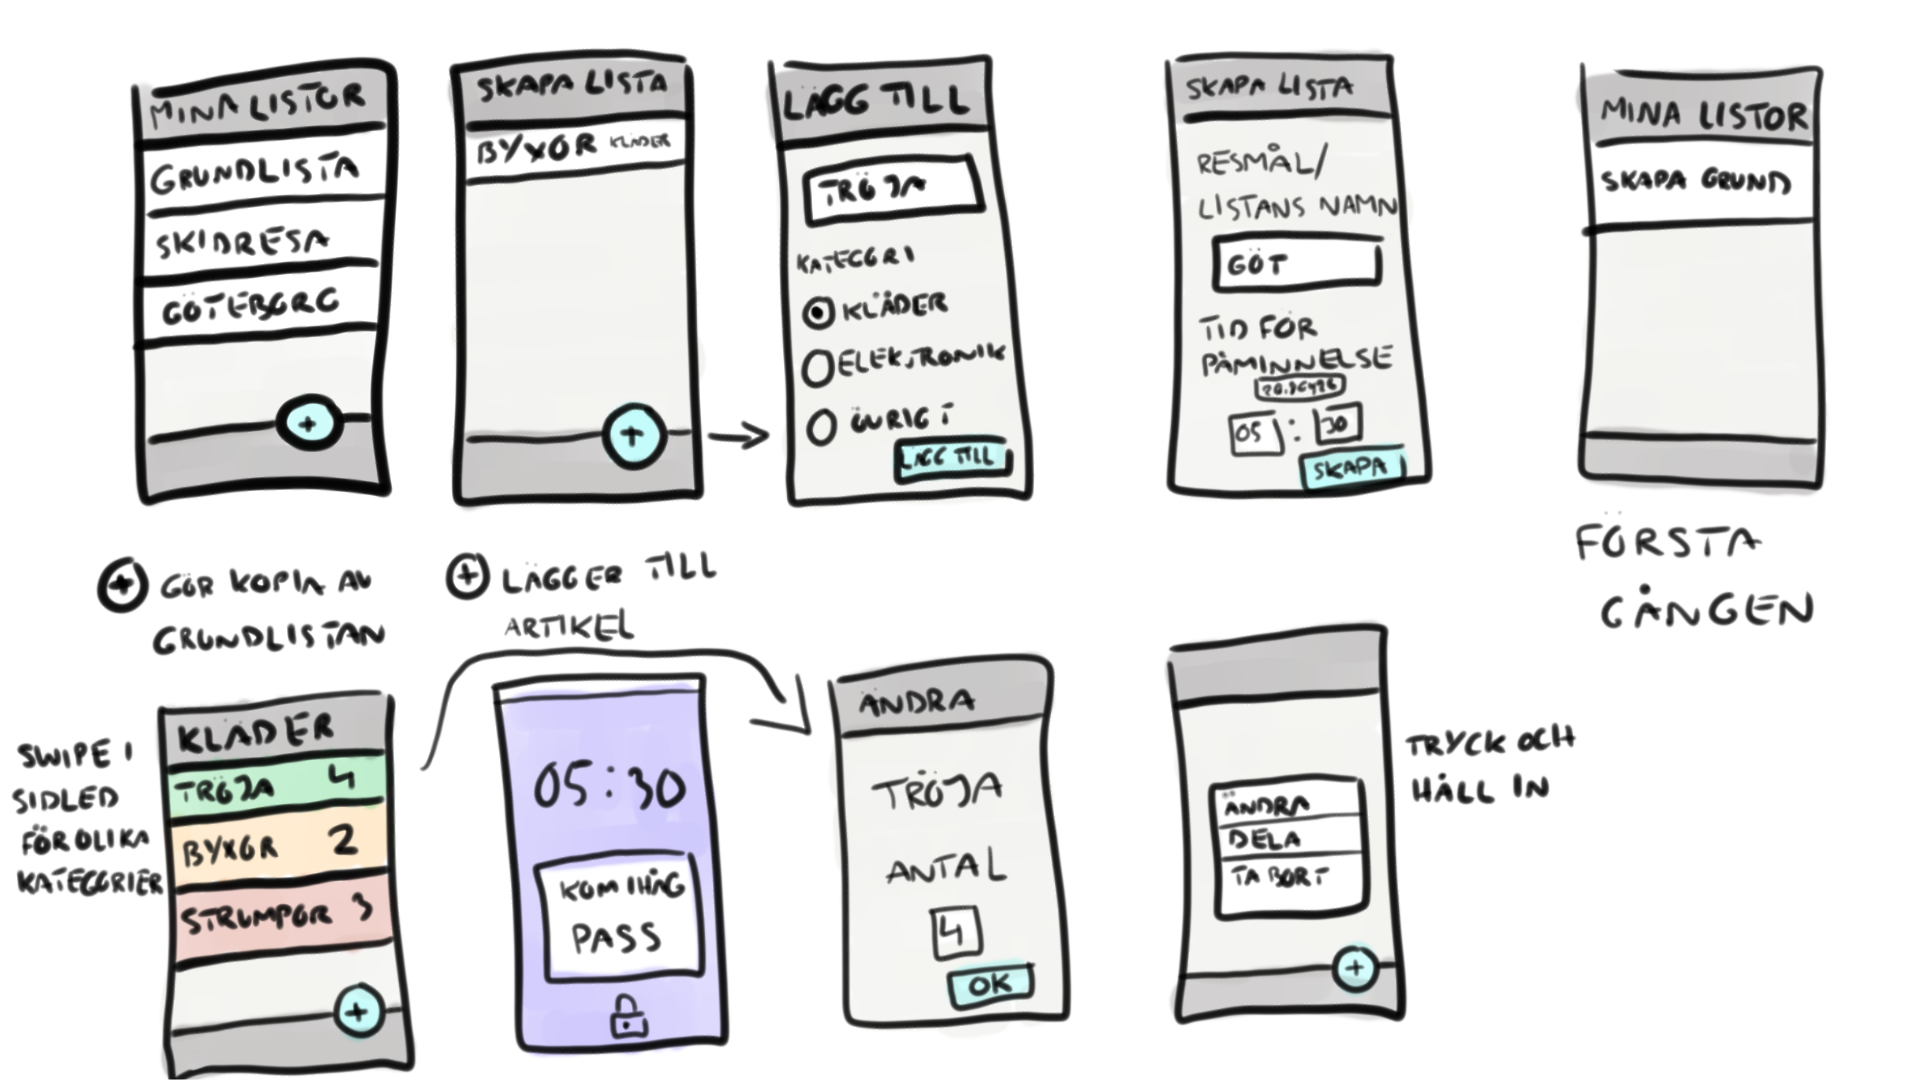 MINA LISTOR
GRUNDLISTA
SKIDRESA
GÖTEBORG
+
+ GÖR KOPIA AV
GRUNDLISTAN
SKAPA LISTA
BYXOR KLÄDER
+
+ LÄGGER TILL
ARTIKEL
LÄGG TILL
TRÖJA
KATEGORI
KLÄDER
ELEKTRONIK
ÖVRIGT
LÄGG TILL
SKAPA LISTA
RESMÅL/
LISTANS NAMN
GÖT
TID FÖR
PÅMINNELSE
05 : 30
SKAPA
MINA LISTOR
SKAPA GRUND
FÖRSTA
GÅNGEN
SWIPE I
SIDLED
FÖR OLIKA
KATEGORIER
KLÄDER
TRÖJA 4
BYXOR 2
STRUMPOR 3
+
05:30
KOM IHÅG
PASS
ÄNDRA
TRÖJA
ANTAL
4
OK
ÄNDRA
DELA
TA BORT
+
TRYCK OCH
HÅLL IN